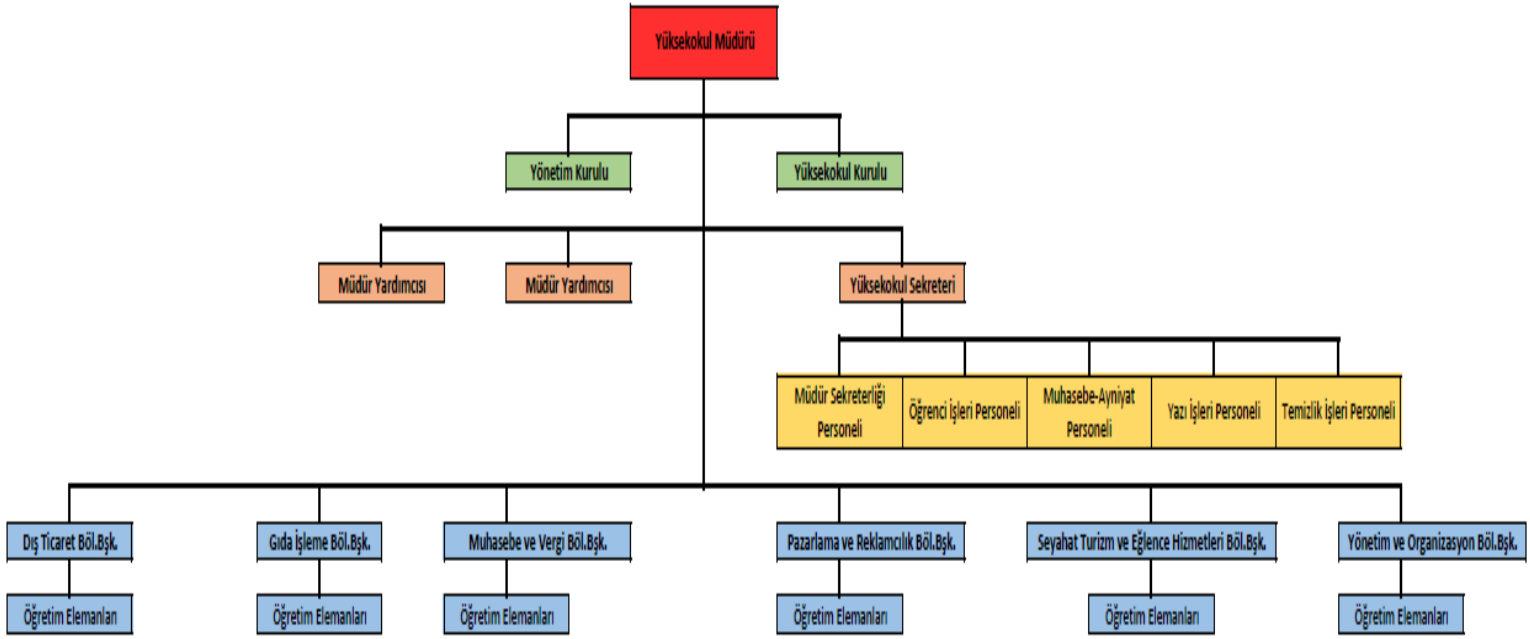 Yüksekokul Müdürü
Yönetim Kurulu
Yüksekokul Kurulu
Müdür Yardımcısı
Müdür Yardımcısı
Yüksekokul Sekreteri
Müdür Sekreterliği
Personeli
Öğrenci İşleri Personeli
Muhasebe-Ayniyat
Personeli
Yazı İşleri Personeli
Temizlik İşleri Personeli
Dış Ticaret Böl.Bşk.
Gıda İşleme Böl.Bşk.
Muhasebe ve Vergi Böl.Bşk.
Pazarlama ve Reklamcılık Böl.Bşk.
Seyahat Turizm ve Eğlence Hizmetleri Böl.Bşk.
Yönetim ve Organizasyon Böl.Bşk.
Öğretim Elemanları
Öğretim Elemanları
Öğretim Elemanları
Öğretim Elemanları
Öğretim Elemanları
Öğretim Elemanları